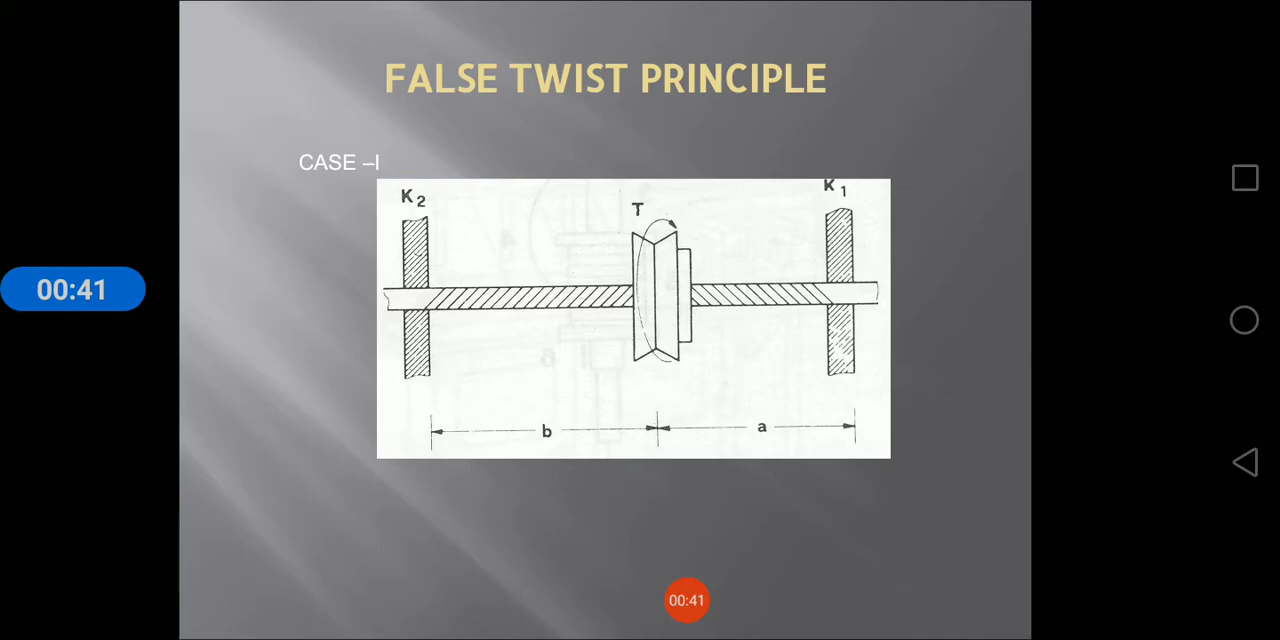 FALSE TWIST PRINCIPLE
CASE –I
K2
T
K1
00:41
b
a
00:41